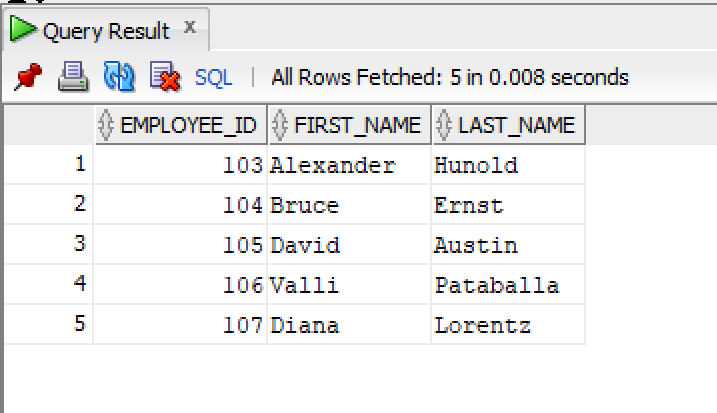 Query Result x
SQL | All Rows Fetched: 5 in 0.008 seconds
EMPLOYEE_ID FIRST_NAME LAST_NAME
1 103 Alexander Hunold
2 104 Bruce Ernst
3 105 David Austin
4 106 Valli Pataballa
5 107 Diana Lorentz